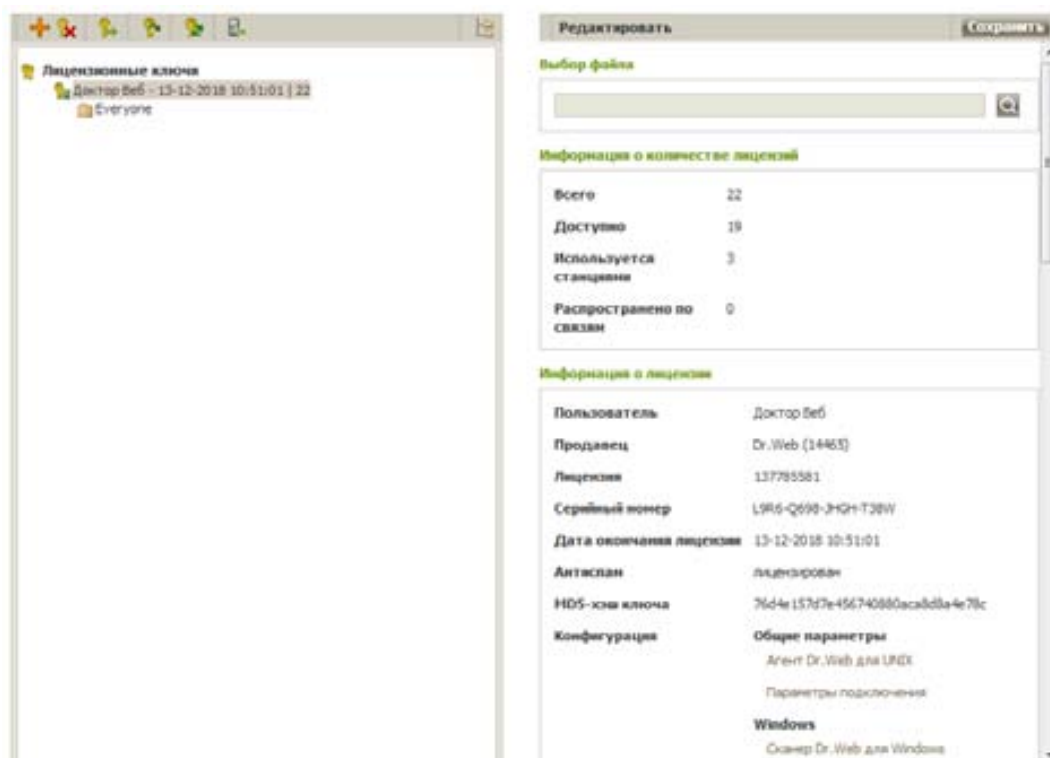 Лицензионные ключи
Доктор Веб - 13-12-2018 10:51:01 | 22
Everyone
Редактировать
Сохранить
Выбор файла
Информация о количестве лицензий
Всего 22
Доступно 19
Используется станциями 3
Распространено по связям 0
Информация о лицензии
Пользователь Доктор Веб
Продавец Dr.Web (14465)
Лицензия 137785581
Серийный номер L9R6-Q698-JHGH-T38W
Дата окончания лицензии 13-12-2018 10:51:01
Антиспам лицензирован
MD5-хэш ключа 76d4e157d7e456740880aca8d8a4e78c
Конфигурация Общие параметры
Агент Dr.Web для UNIX
Параметры подключения
Windows
Сканер Dr.Web для Windows